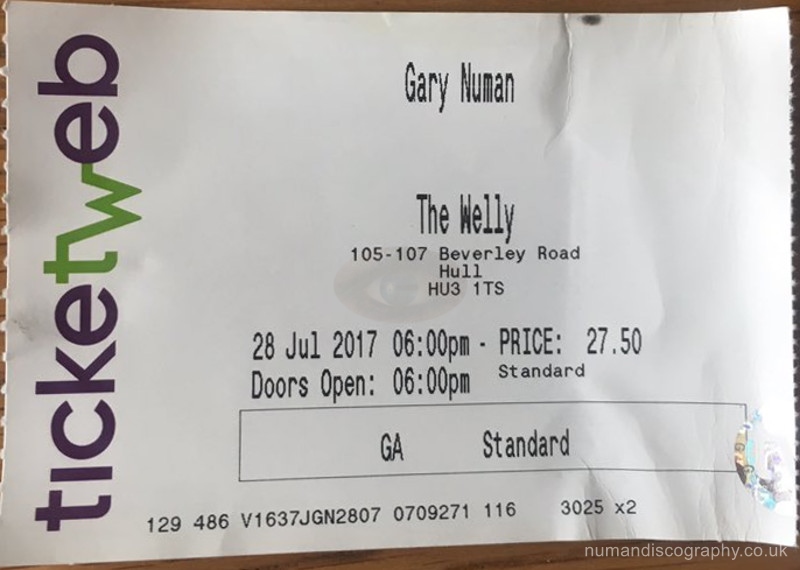 ticketweb
Gary Numan
The Welly
105-107 Beverley Road
Hull
HU3 1TS
28 Jul 2017 06:00pm - PRICE: 27.50
Doors Open: 06:00pm Standard
GA Standard
129 486 V1637JGN2807 0709271 116 3025 x2
numandiscography.co.uk